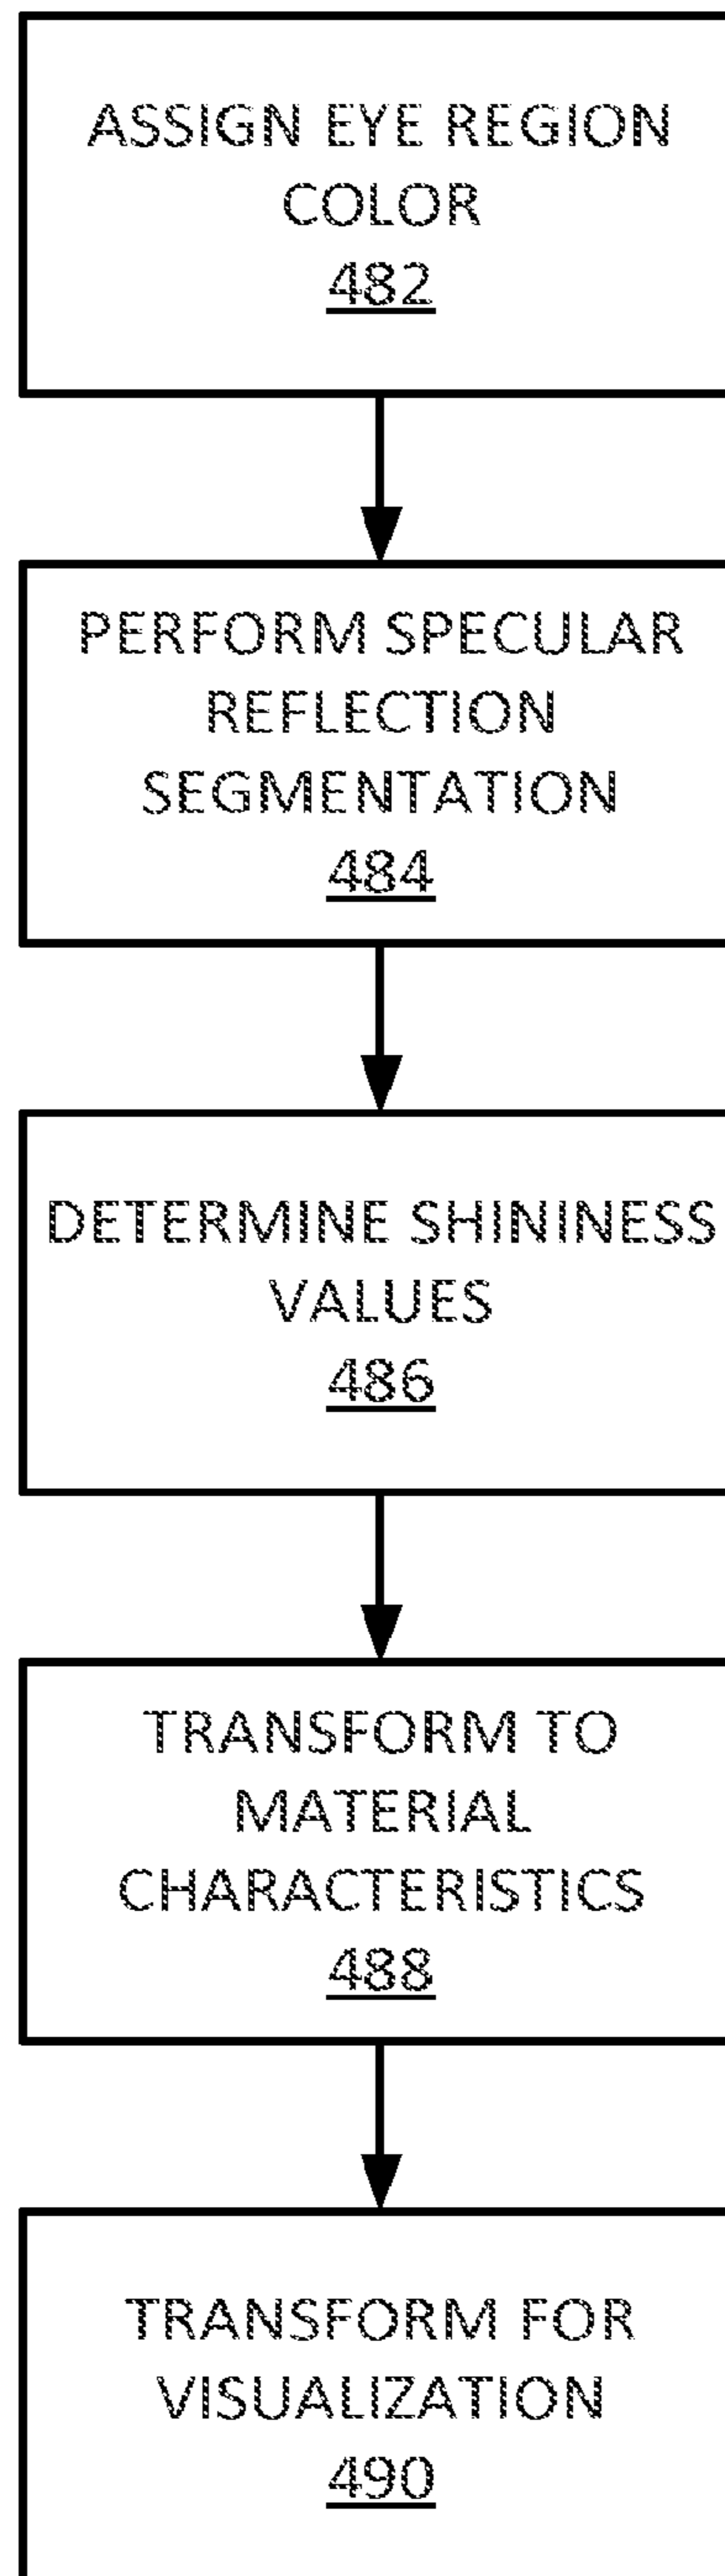 ASSIGN EYE REGION
COLOR
482
PERFORM SPECULAR
REFLECTION
SEGMENTATION
484
DETERMINE SHININESS
VALUES
486
TRANSFORM TO
MATERIAL
CHARACTERISTICS
488
TRANSFORM FOR
VISUALIZATION
490